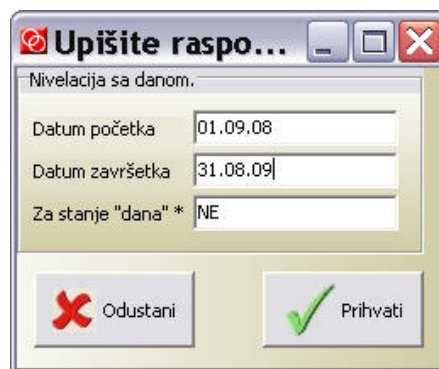 Upišite raspo...
Nivelacija sa danom.
Datum početka 01.09.08
Datum završetka 31.08.09
Za stanje "dana" * NE
Odustani Prihvati